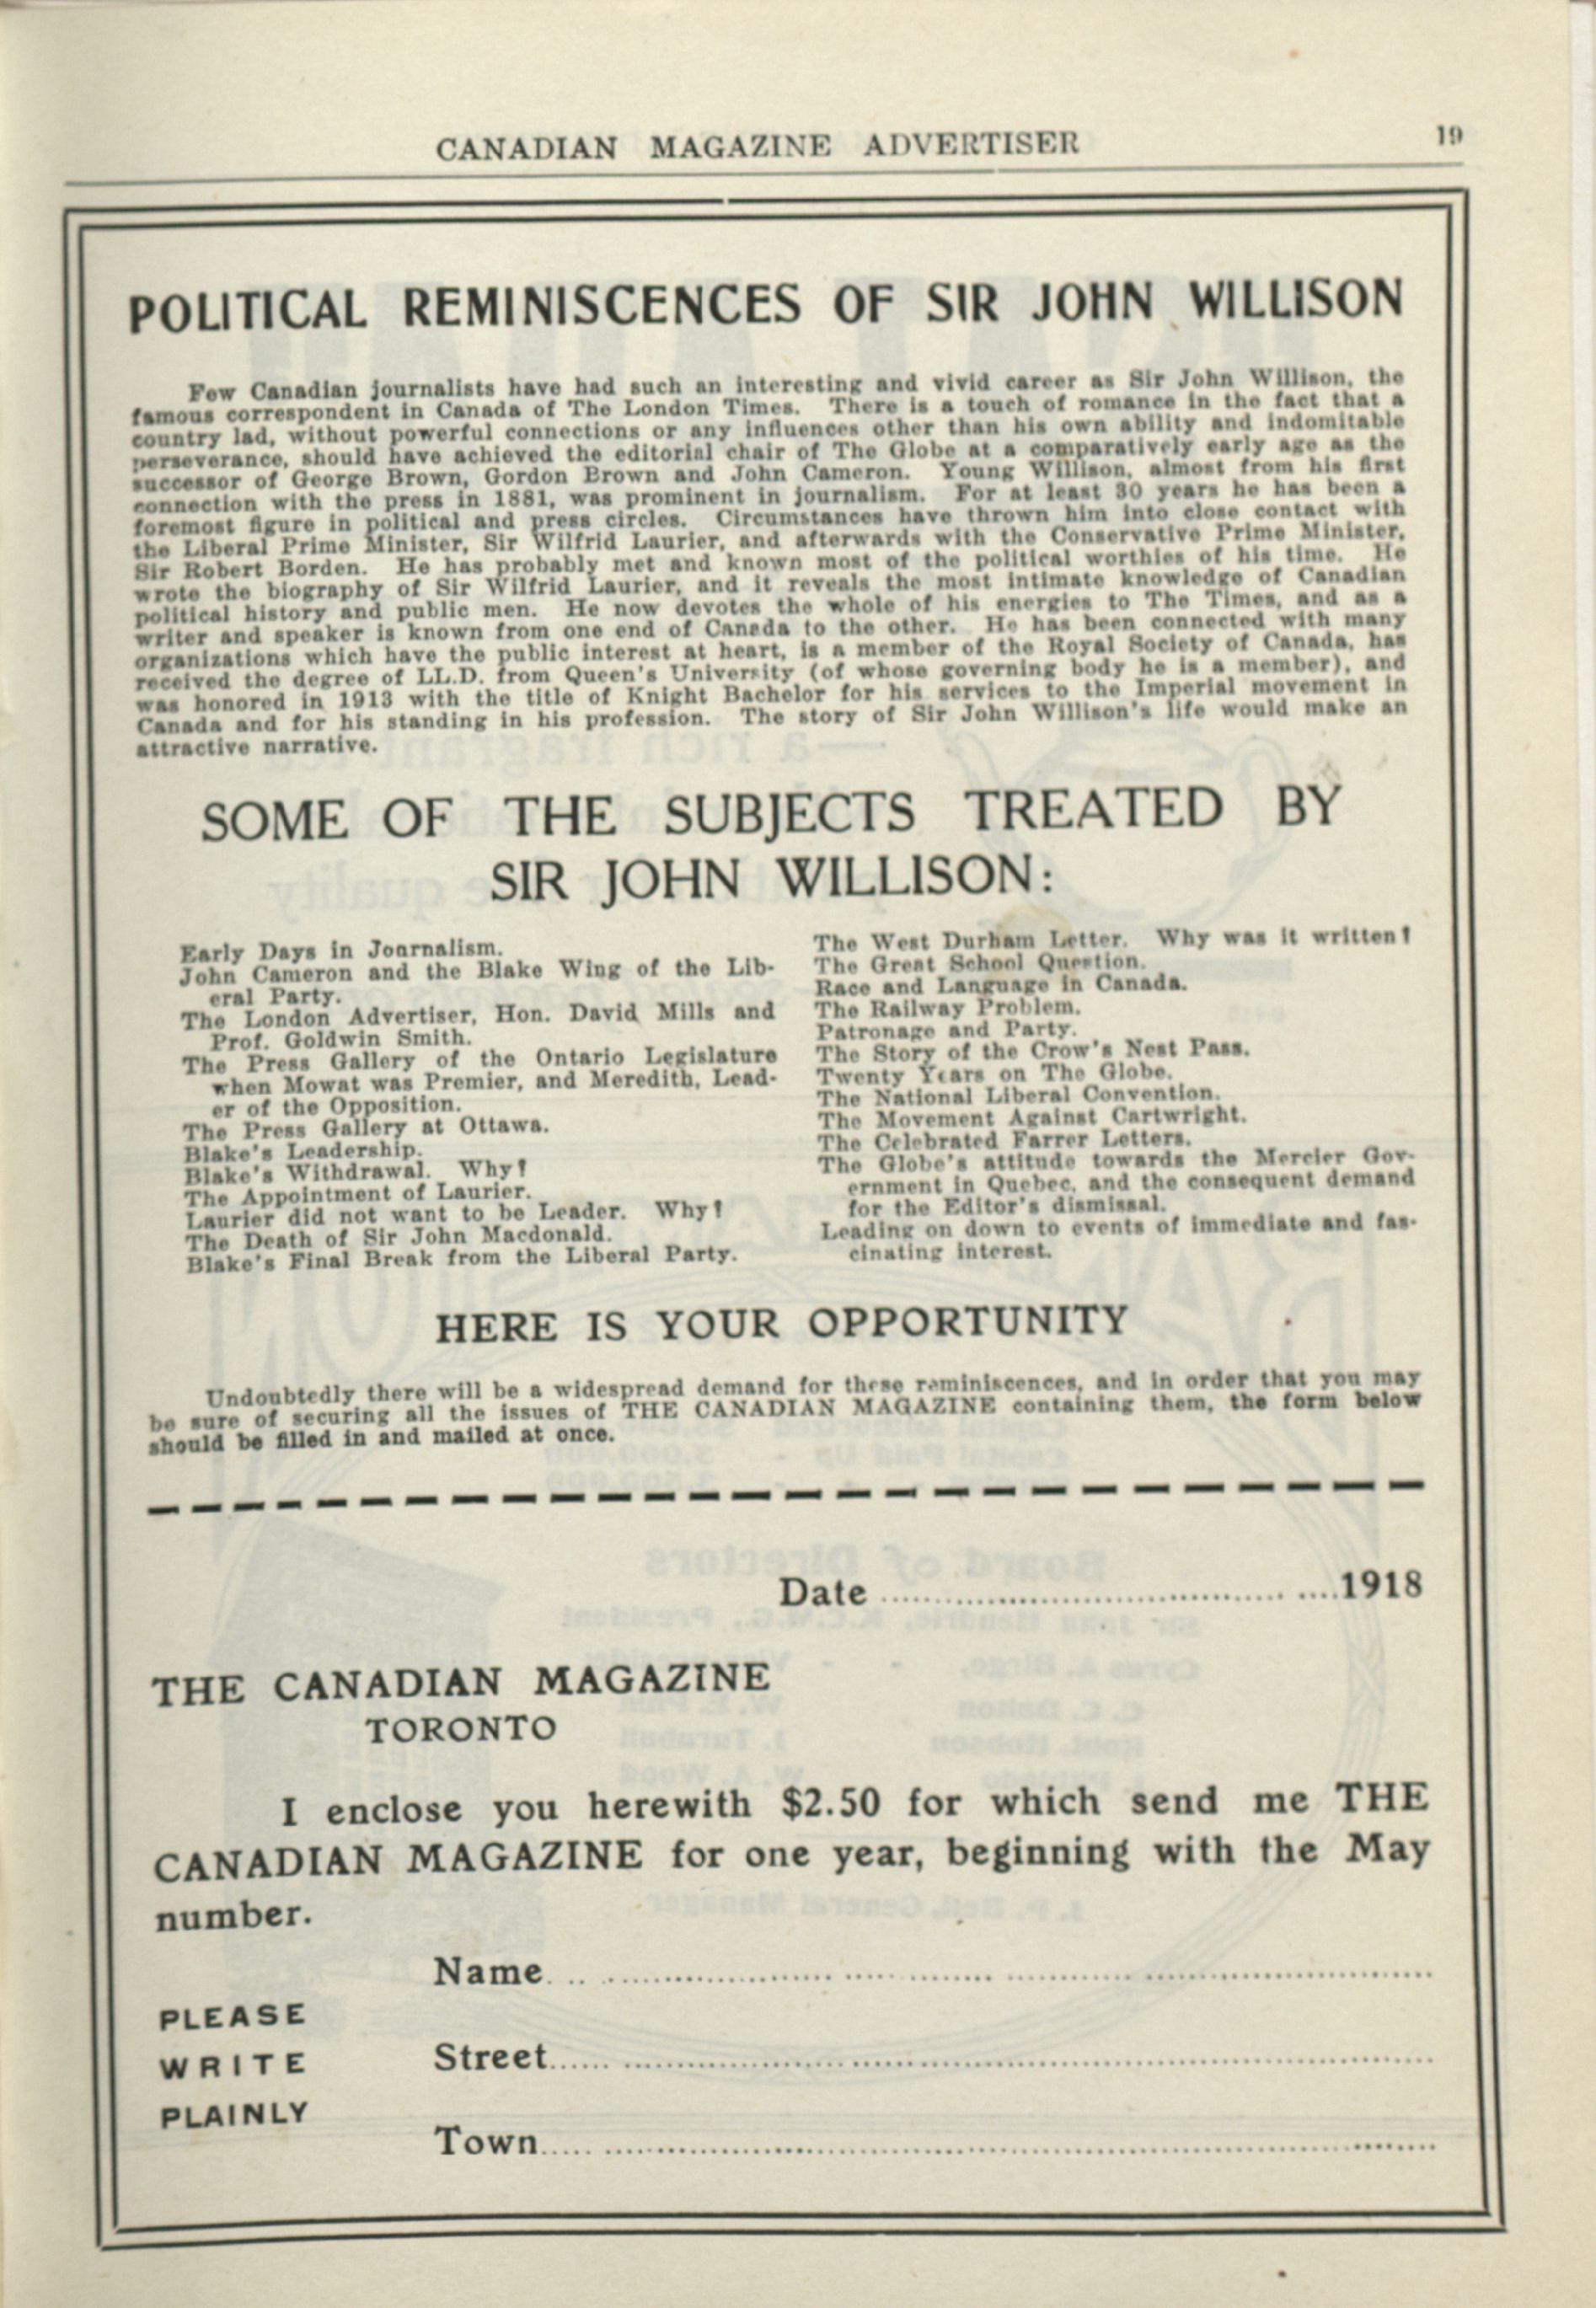 CANADIAN MAGAZINE ADVERTISER 19
POLITICAL REMINISCENCES OF SIR JOHN WILLISON
Few Canadian journalists have had such an interesting and vivid career as Sir John Willison, the
famous correspondent in Canada of The London Times. There is a touch of romance in the fact that a
country lad, without powerful connections or any influences other than his own ability and indomitable
perseverance, should have achieved the editorial chair of The Globe at a comparatively early age as the
successor of George Brown, Gordon Brown and John Cameron. Young Willison, almost from his first
connection with the press in 1881, was prominent in journalism. For at least 30 years he has been a
foremost figure in political and press circles. Circumstances have thrown him into close contact with
the Liberal Prime Minister, Sir Wilfrid Laurier, and afterwards with the Conservative Prime Minister,
Sir Robert Borden. He has probably met and known most of the political worthies of his time. He
wrote the biography of Sir Wilfrid Laurier, and it reveals the most intimate knowledge of Canadian
political history and public men. He now devotes the whole of his energies to The Times, and as a
writer and speaker is known from one end of Canada to the other. He has been connected with many
organizations which have the public interest at heart, is a member of the Royal Society of Canada, has
received the degree of LL.D. from Queen's University (of whose governing body he is a member), and
was honored in 1913 with the title of Knight Bachelor for his services to the Imperial movement in
Canada and for his standing in his profession. The story of Sir John Willison's life would make an
attractive narrative.
SOME OF THE SUBJECTS TREATED BY
SIR JOHN WILLISON:
Early Days in Joarnalism.
John Cameron and the Blake Wing of the Lib-
eral Party.
The London Advertiser, Hon. David Mills and
Prof. Goldwin Smith.
The Press Gallery of the Ontario Legislature
when Mowat was Premier, and Meredith, Lead-
er of the Opposition.
The Press Gallery at Ottawa.
Blake's Leadership.
Blake's Withdrawal. Why?
The Appointment of Laurier.
Laurier did not want to be Leader. Why?
The Death of Sir John Macdonald.
Blake's Final Break from the Liberal Party.
The West Durham Letter. Why was it written?
The Great School Question.
Race and Language in Canada.
The Railway Problem.
Patronage and Party.
The Story of the Crow's Nest Pass.
Twenty Years on The Globe.
The National Liberal Convention.
The Movement Against Cartwright.
The Celebrated Farrer Letters.
The Globe's attitude towards the Mercier Gov-
ernment in Quebec, and the consequent demand
for the Editor's dismissal.
Leading on down to events of immediate and fas-
cinating interest.
HERE IS YOUR OPPORTUNITY
Undoubtedly there will be a widespread demand for these reminiscences, and in order that you may
be sure of securing all the issues of THE CANADIAN MAGAZINE containing them, the form below
should be filled in and mailed at once.
Date ........................................1918
THE CANADIAN MAGAZINE
TORONTO
I enclose you herewith $2.50 for which send me THE
CANADIAN MAGAZINE for one year, beginning with the May
number.
Name........................................
PLEASE
WRITE
PLAINLY
Street........................................
Town........................................